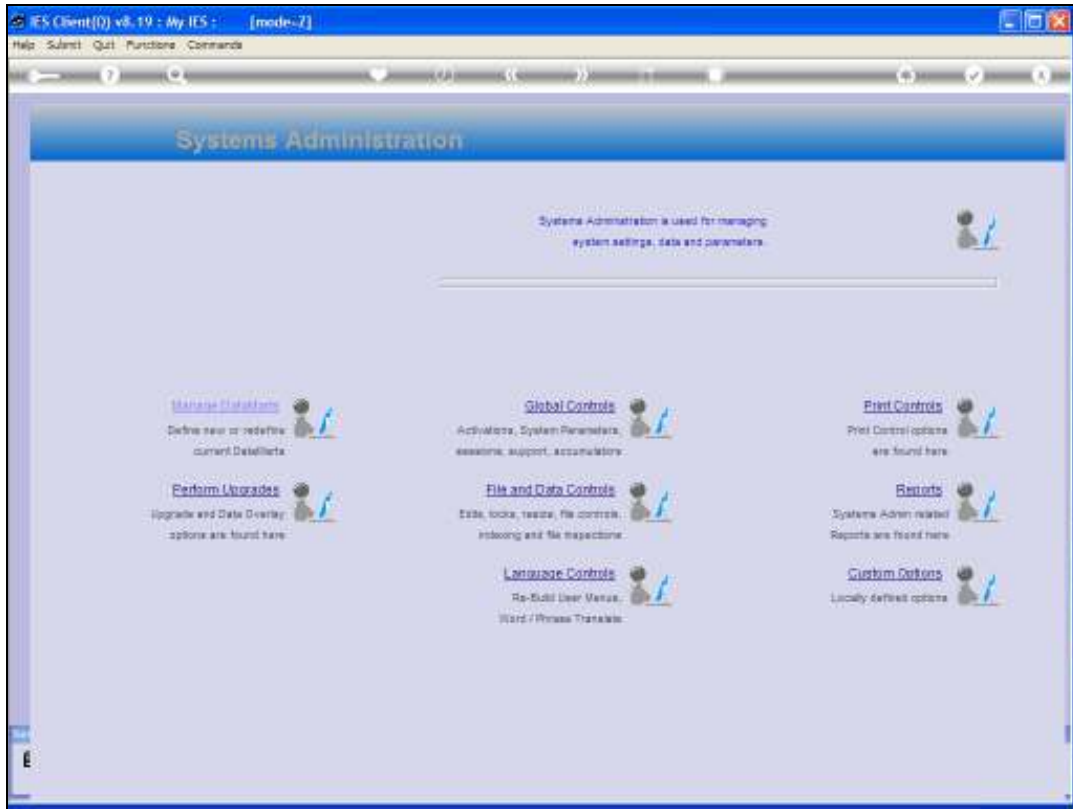 IES Client(Q) v8.19 : My IES : [mode-Z]
Help Submit Quit Functions Commands
Systems Administration
Systems Administration is used for managing
system settings, data and parameters.
Manage DataMarts
Define new or redefine
current DataMarts
Global Controls
Activations, System Parameters,
sessions, support, accumulators
Print Controls
Print Control options
are found here
Perform Upgrades
Upgrade and Data Overlay
options are found here
File and Data Controls
Edits, locks, resize, file controls,
indexing and file inspections
Reports
Systems Admin related
Reports are found here
Language Controls
Re-Build User Menus,
Word / Phrase Translate
Custom Options
Locally defined options